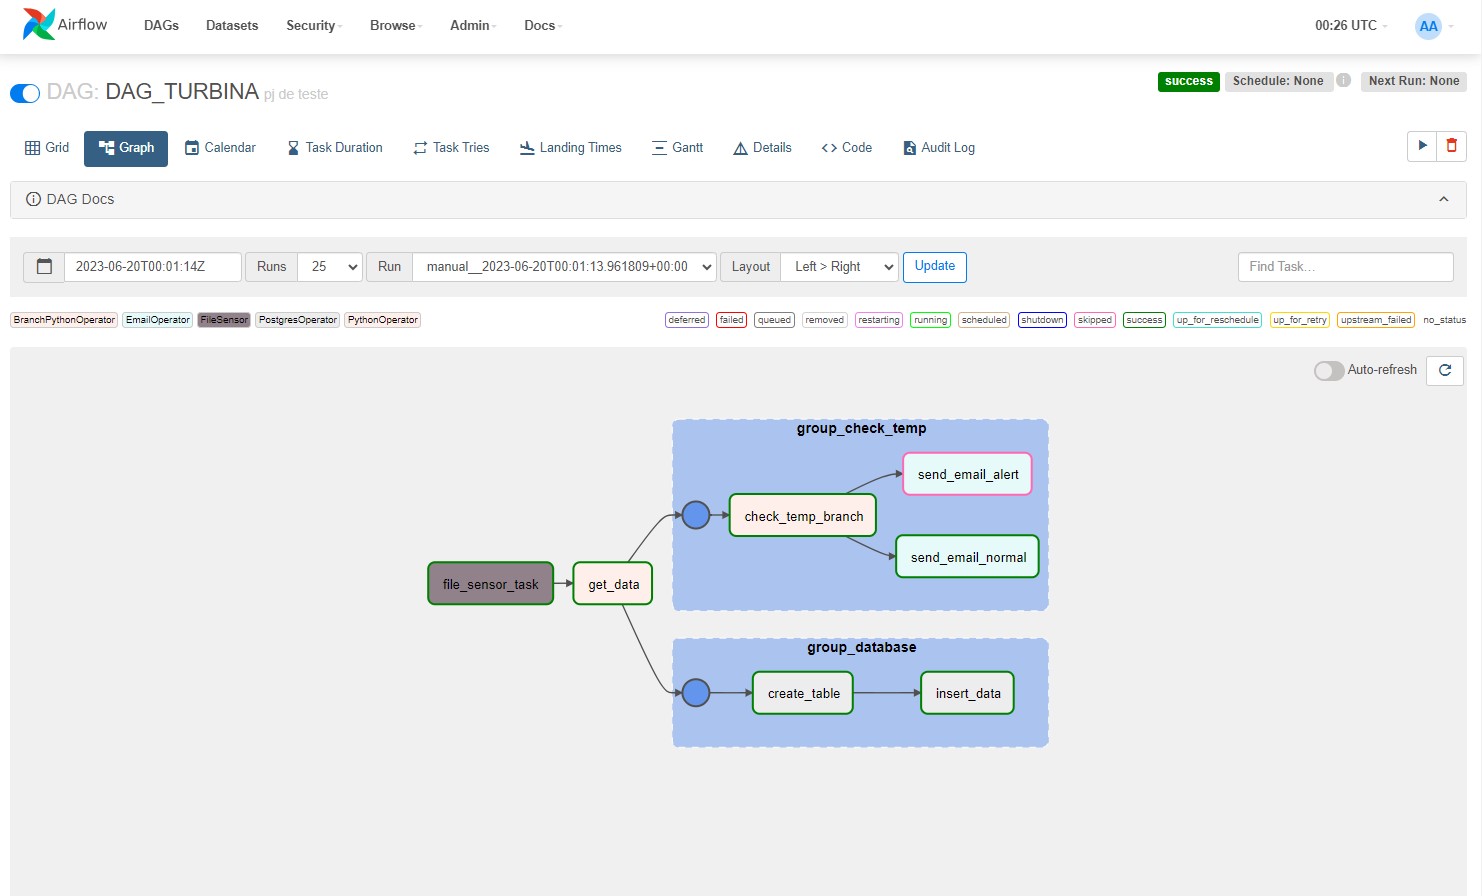 Airflow DAGs Datasets Security Browse Admin Docs 00:26 UTC AA
DAG: DAG_TURBINA pj de teste success Schedule: None i Next Run: None
Grid Graph Calendar Task Duration Task Tries Landing Times Gantt Details Code Audit Log
DAG Docs
2023-06-20T00:01:14Z Runs 25 Run manual__2023-06-20T00:01:13.961809+00:00 Layout Left > Right Update Find Task...
BranchPythonOperator EmailOperator FileSensor PostgresOperator PythonOperator deferred failed queued removed restarting running scheduled shutdown skipped success up_for_reschedule up_for_retry upstream_failed no_status
Auto-refresh
group_check_temp
send_email_alert
check_temp_branch
send_email_normal
file_sensor_task get_data
group_database
create_table insert_data